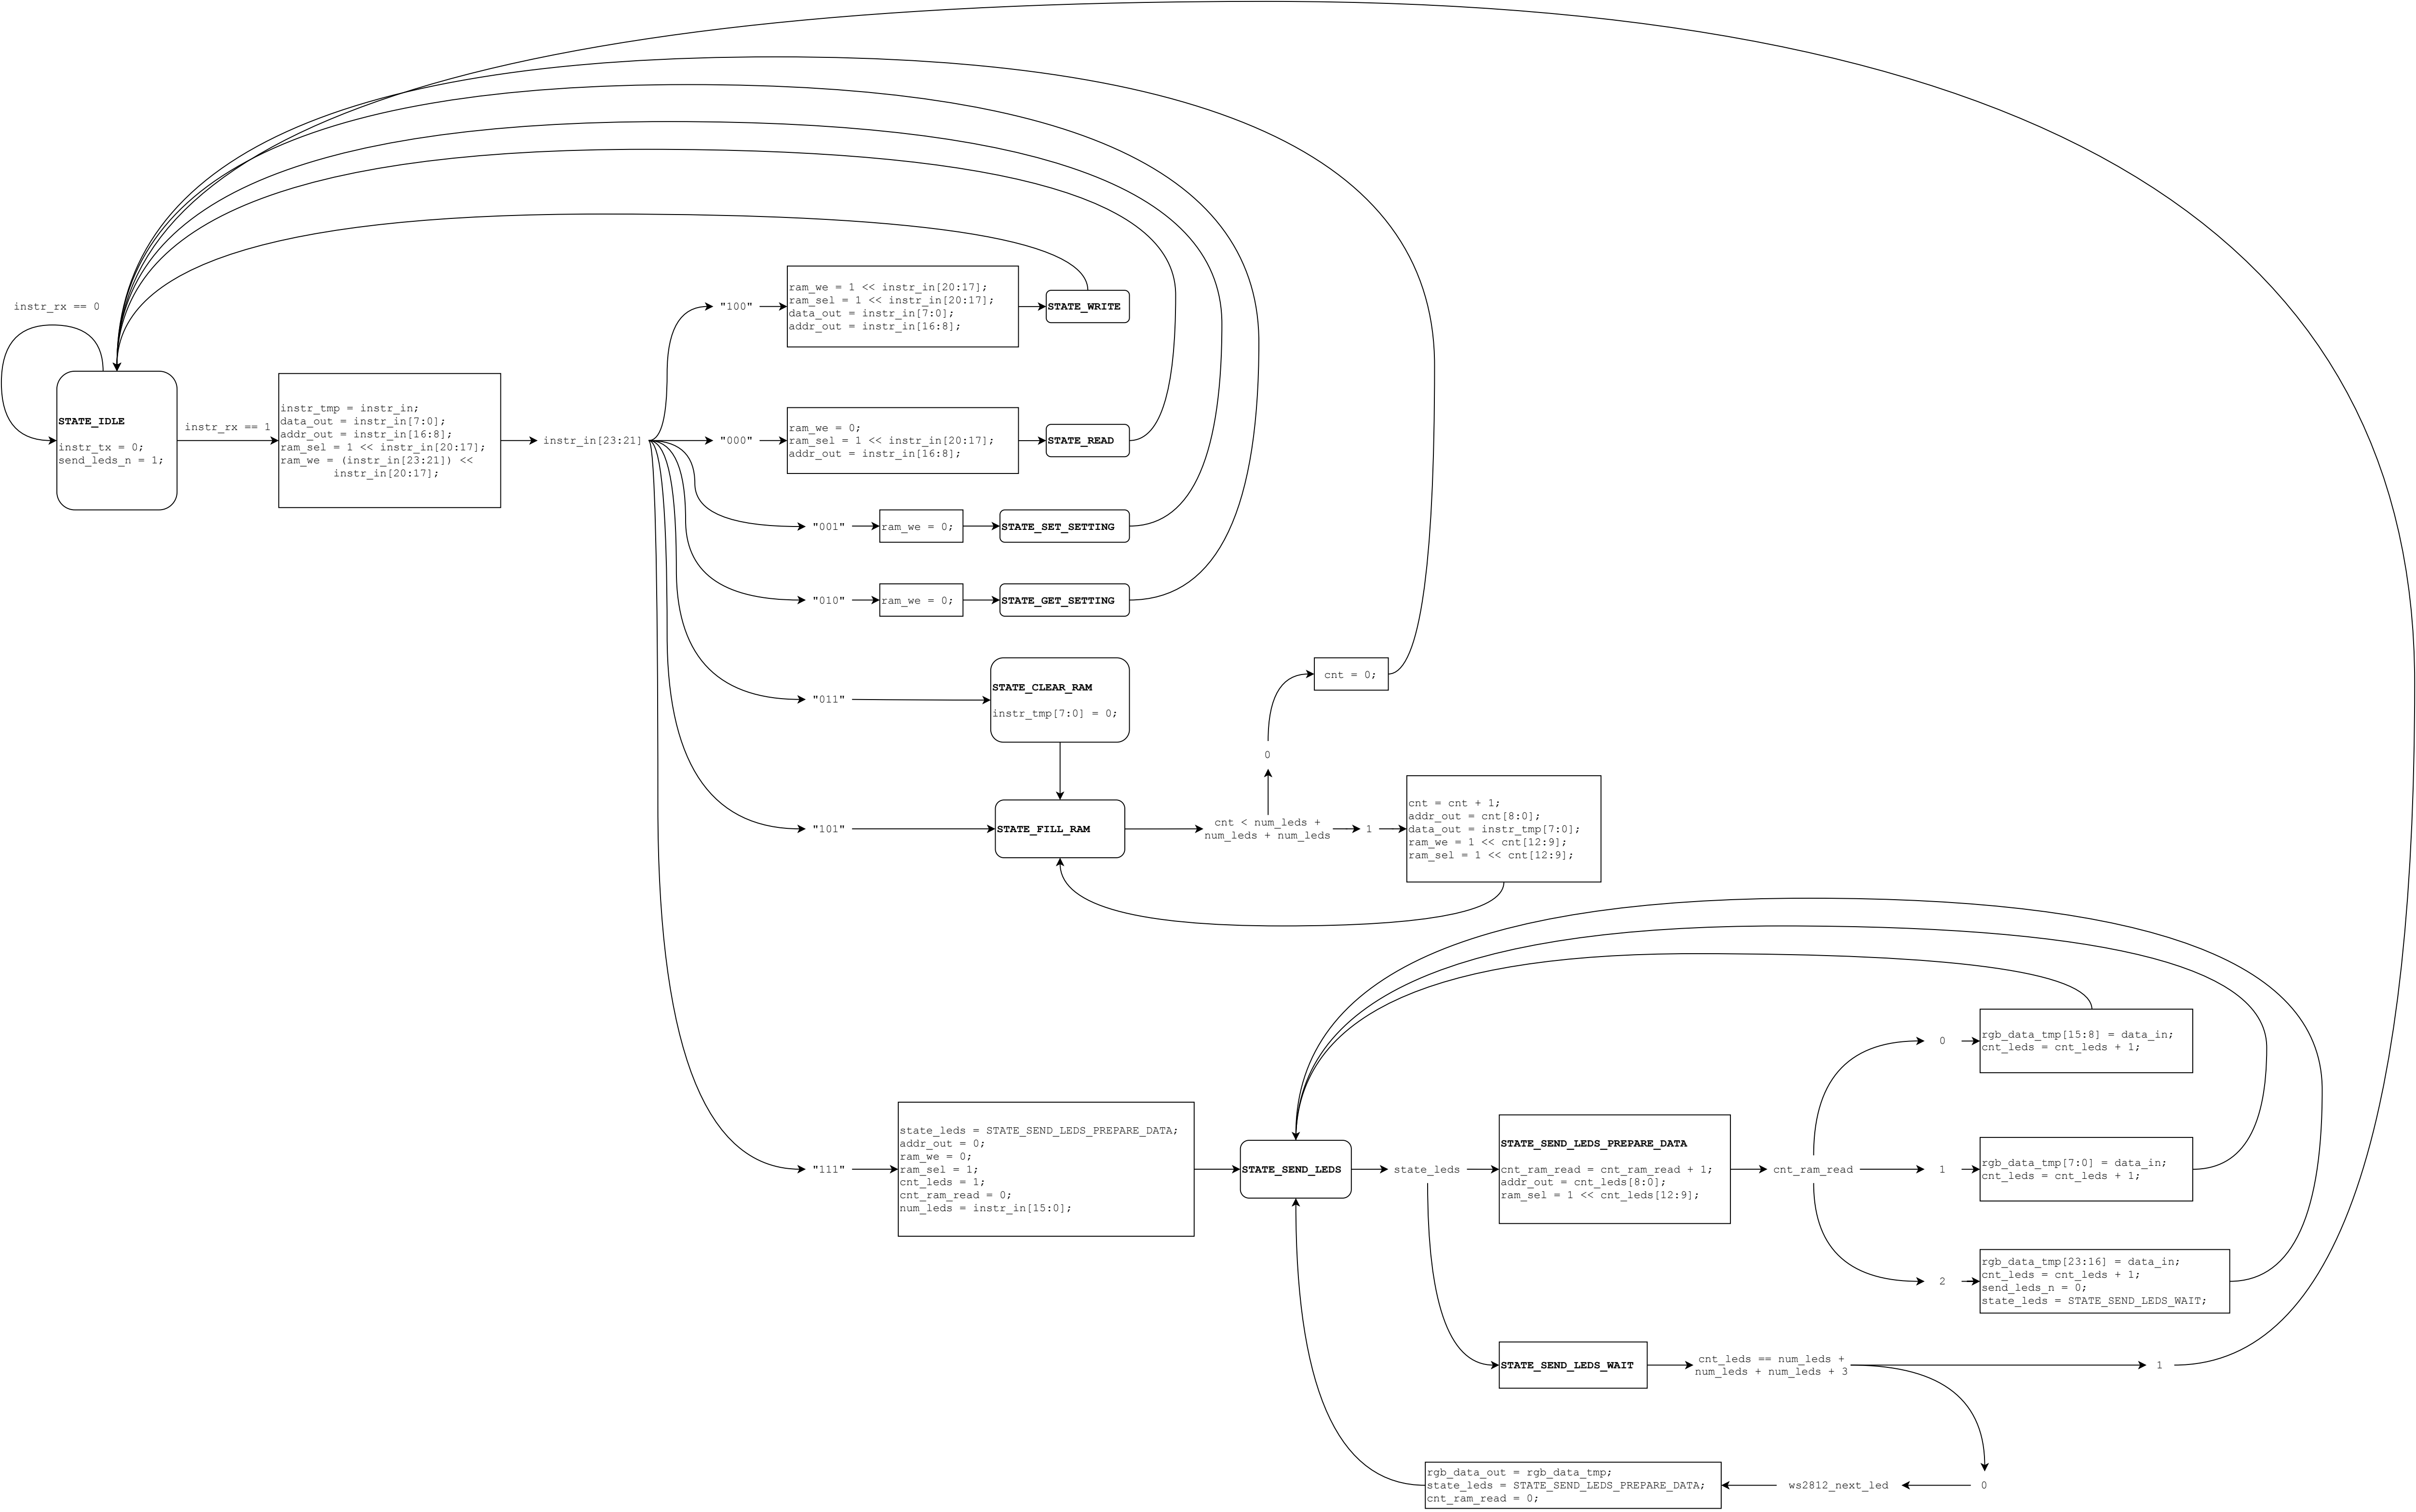 instr_rx == 0
STATE_IDLE
instr_tx = 0;
send_leds_n = 1;
instr_rx == 1
instr_tmp = instr_in;
data_out = instr_in[7:0];
addr_out = instr_in[16:8];
ram_sel = 1 << instr_in[20:17];
ram_we = (instr_in[23:21]) <<
instr_in[20:17];
instr_in[23:21]
"100"
ram_we = 1 << instr_in[20:17];
ram_sel = 1 << instr_in[20:17];
data_out = instr_in[7:0];
addr_out = instr_in[16:8];
STATE_WRITE
"000"
ram_we = 0;
ram_sel = 1 << instr_in[20:17];
addr_out = instr_in[16:8];
STATE_READ
"001"
ram_we = 0;
STATE_SET_SETTING
"010"
ram_we = 0;
STATE_GET_SETTING
"011"
STATE_CLEAR_RAM
instr_tmp[7:0] = 0;
"101"
STATE_FILL_RAM
cnt < num_leds +
num_leds + num_leds
0
cnt = 0;
1
cnt = cnt + 1;
addr_out = cnt[8:0];
data_out = instr_tmp[7:0];
ram_we = 1 << cnt[12:9];
ram_sel = 1 << cnt[12:9];
"111"
state_leds = STATE_SEND_LEDS_PREPARE_DATA;
addr_out = 0;
ram_we = 0;
ram_sel = 1;
cnt_leds = 1;
cnt_ram_read = 0;
num_leds = instr_in[15:0];
STATE_SEND_LEDS
state_leds
STATE_SEND_LEDS_PREPARE_DATA
cnt_ram_read = cnt_ram_read + 1;
addr_out = cnt_leds[8:0];
ram_sel = 1 << cnt_leds[12:9];
cnt_ram_read
0
rgb_data_tmp[15:8] = data_in;
cnt_leds = cnt_leds + 1;
1
rgb_data_tmp[7:0] = data_in;
cnt_leds = cnt_leds + 1;
2
rgb_data_tmp[23:16] = data_in;
cnt_leds = cnt_leds + 1;
send_leds_n = 0;
state_leds = STATE_SEND_LEDS_WAIT;
STATE_SEND_LEDS_WAIT
cnt_leds == num_leds +
num_leds + num_leds + 3
1
0
ws2812_next_led
rgb_data_out = rgb_data_tmp;
state_leds = STATE_SEND_LEDS_PREPARE_DATA;
cnt_ram_read = 0;